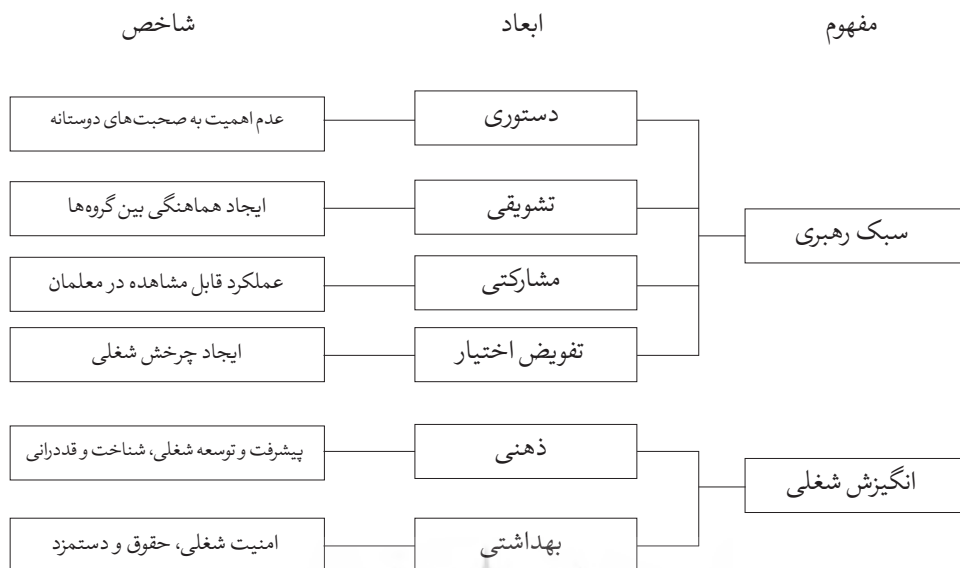 مفهوم ابعاد شاخص
دستوری عدم اهمیت به صحبت‌های دوستانه
تشویقی ایجاد هماهنگی بین گروه‌ها
سبک رهبری
مشارکتی عملکرد قابل مشاهده در معلمان
تفویض اختیار ایجاد چرخش شغلی
ذهنی پیشرفت و توسعه شغلی، شناخت و قددرانی
انگیزش شغلی
بهداشتی امنیت شغلی، حقوق و دستمزد